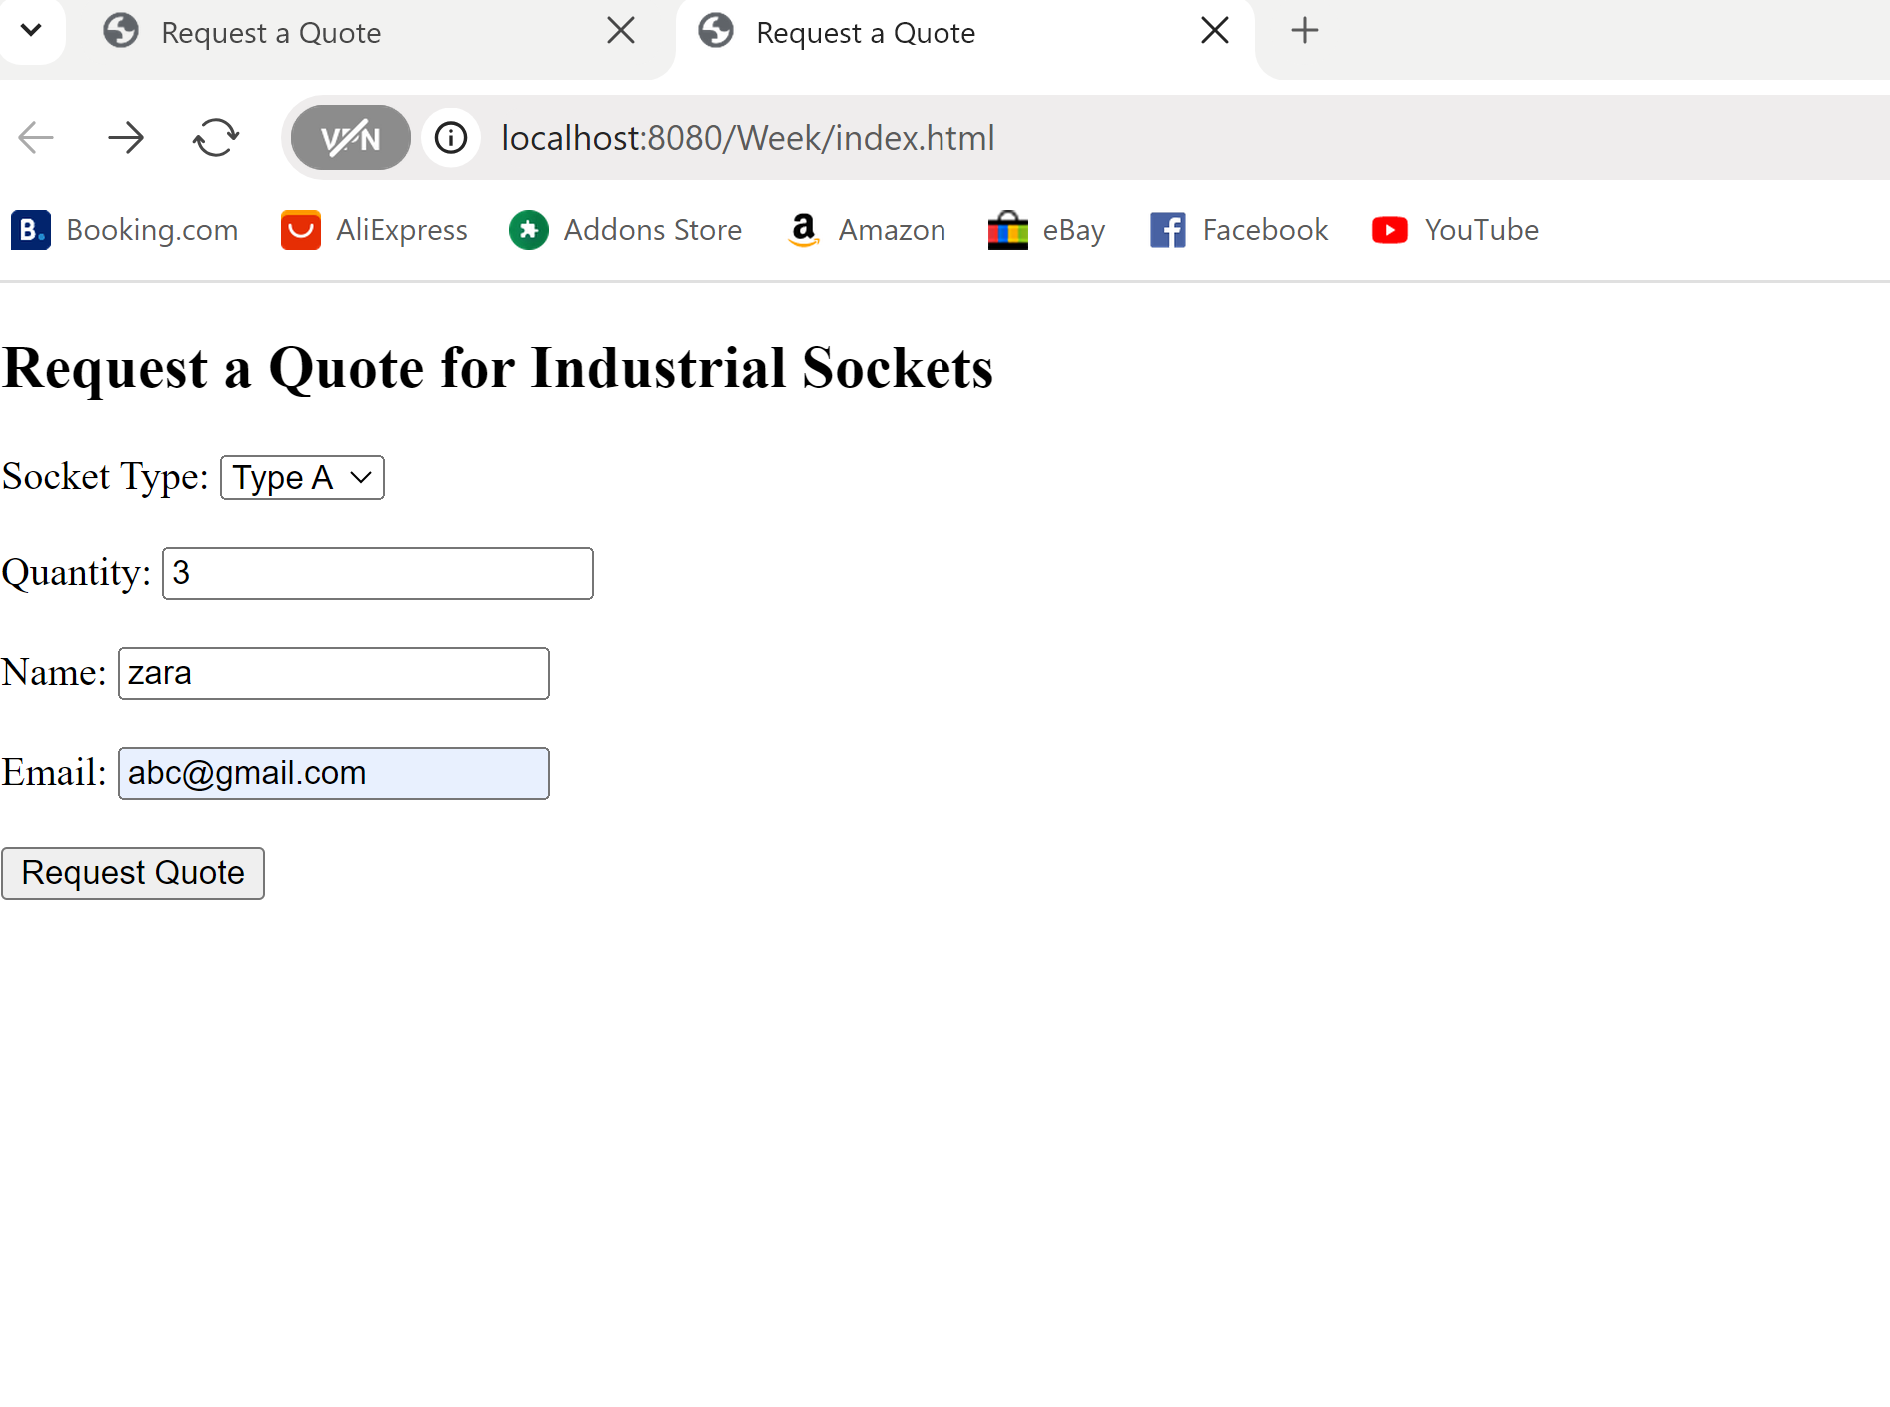 Request a Quote Request a Quote
VPN localhost:8080/Week/index.html
B. Booking.com AliExpress Addons Store a Amazon eBay f Facebook YouTube
Request a Quote for Industrial Sockets
Socket Type: Type A
Quantity: 3
Name: zara
Email: abc@gmail.com
Request Quote